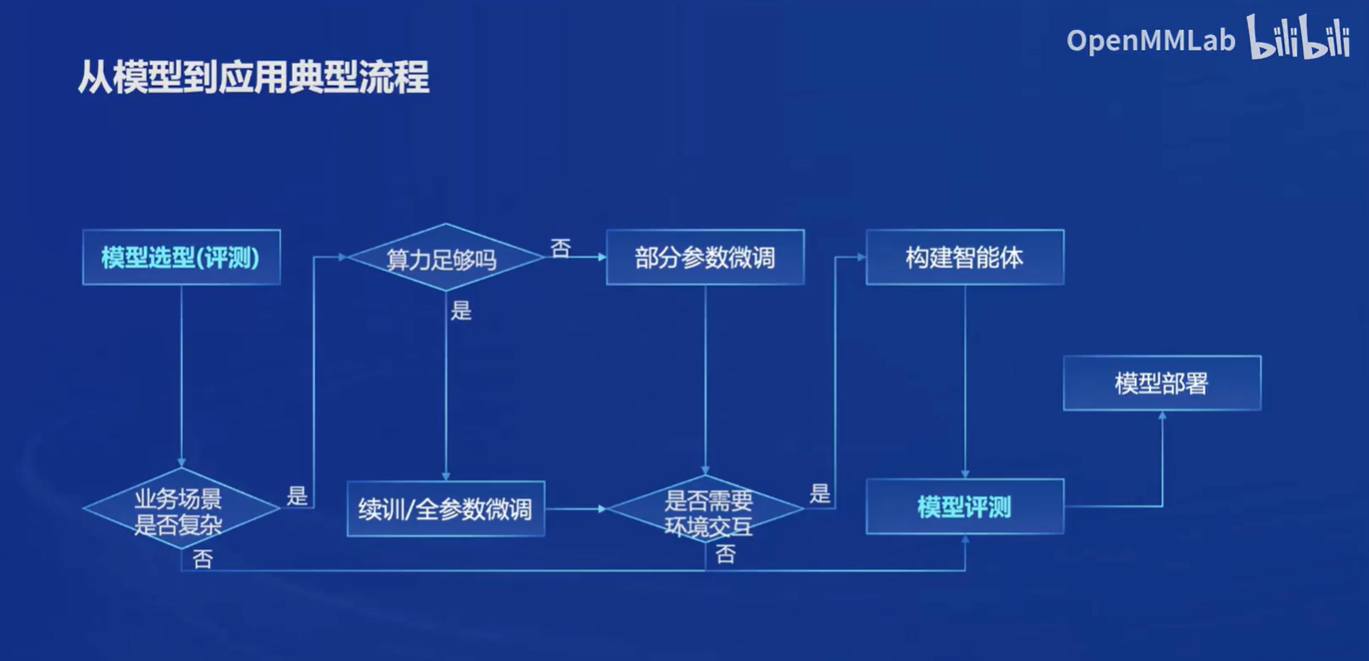 OpenMMLab bilibili
从模型到应用典型流程
模型选型(评测)
算力足够吗
否
部分参数微调
构建智能体
是
模型部署
业务场景
是否复杂
是
续训/全参数微调
是否需要
环境交互
是
模型评测
否
否